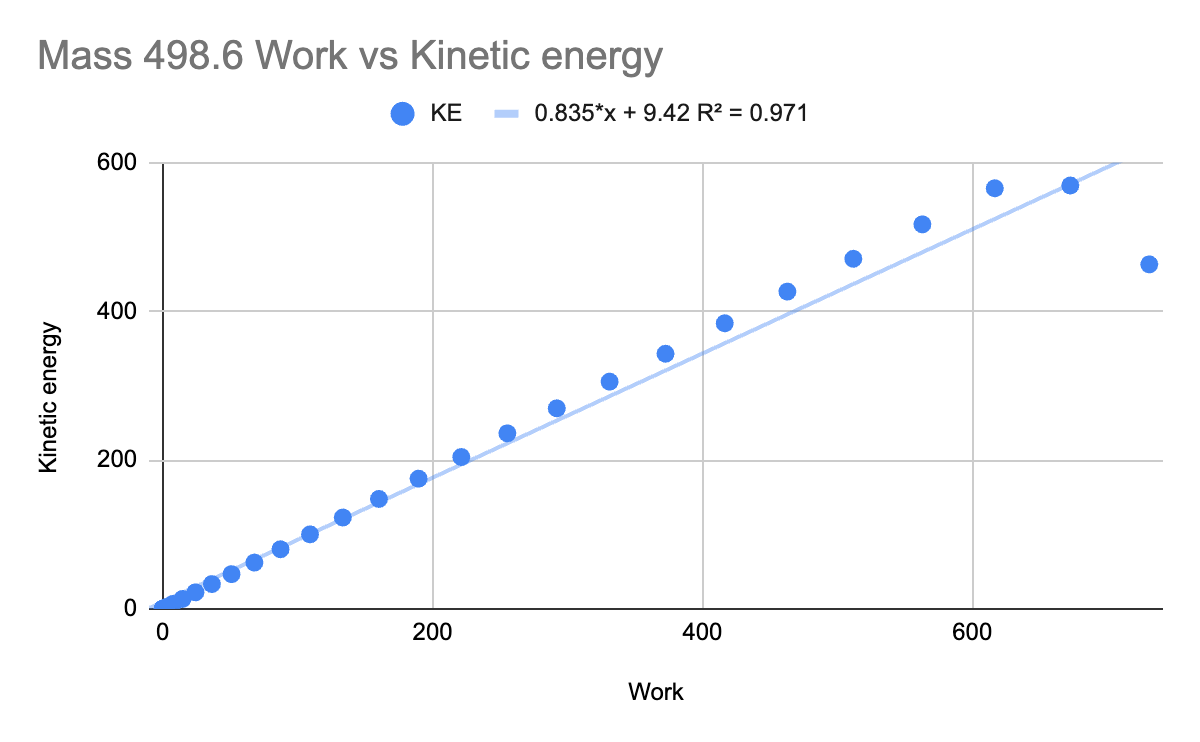 Mass 498.6 Work vs Kinetic energy
KE 0.835*x + 9.42 R² = 0.971
600
400
200
0
Kinetic energy
0 200 400 600
Work